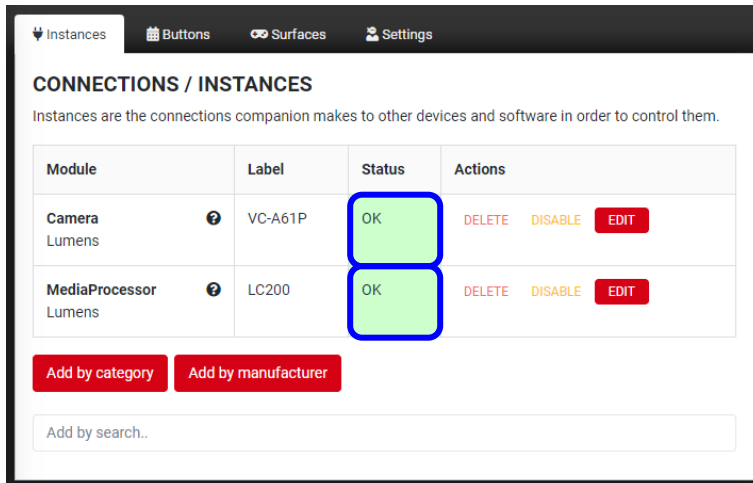 Instances Buttons Surfaces Settings
CONNECTIONS / INSTANCES
Instances are the connections companion makes to other devices and software in order to control them.
Module Label Status Actions
Camera VC-A61P OK DELETE DISABLE EDIT
Lumens
MediaProcessor LC200 OK DELETE DISABLE EDIT
Lumens
Add by category Add by manufacturer
Add by search..